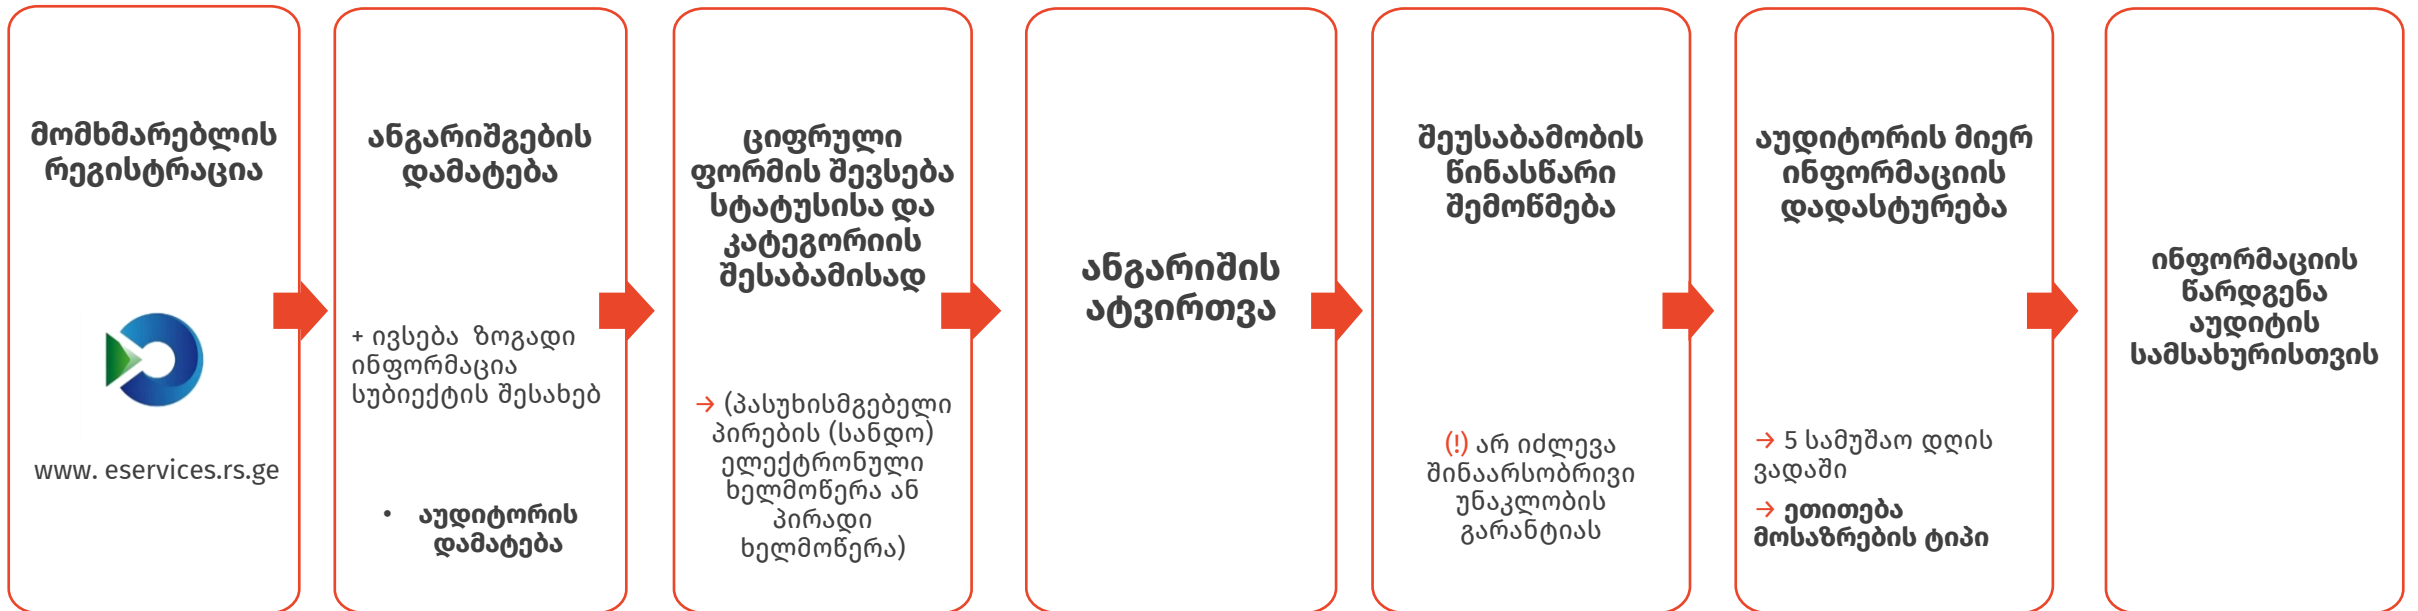 მომხმარებლის
რეგისტრაცია
www. eservices.rs.ge
ანგარიშგების
დამატება
+ ივსება ზოგადი
ინფორმაცია
სუბიექტის შესახებ
• აუდიტორის
დამატება
ციფრული
ფორმის შევსება
სტატუსისა და
კატეგორიის
შესაბამისად
→ (პასუხისმგებელი
პირების (სანდო)
ელექტრონული
ხელმოწერა ან
პირადი
ხელმოწერა)
ანგარიშის
ატვირთვა
შეუსაბამობის
წინასწარი
შემოწმება
(!) არ იძლევა
შინაარსობრივი
უნაკლობის
გარანტიას
აუდიტორის მიერ
ინფორმაციის
დადასტურება
→ 5 სამუშაო დღის
ვადაში
→ ეთითება
მოსაზრების ტიპი
ინფორმაციის
წარდგენა
აუდიტის
სამსახურისთვის